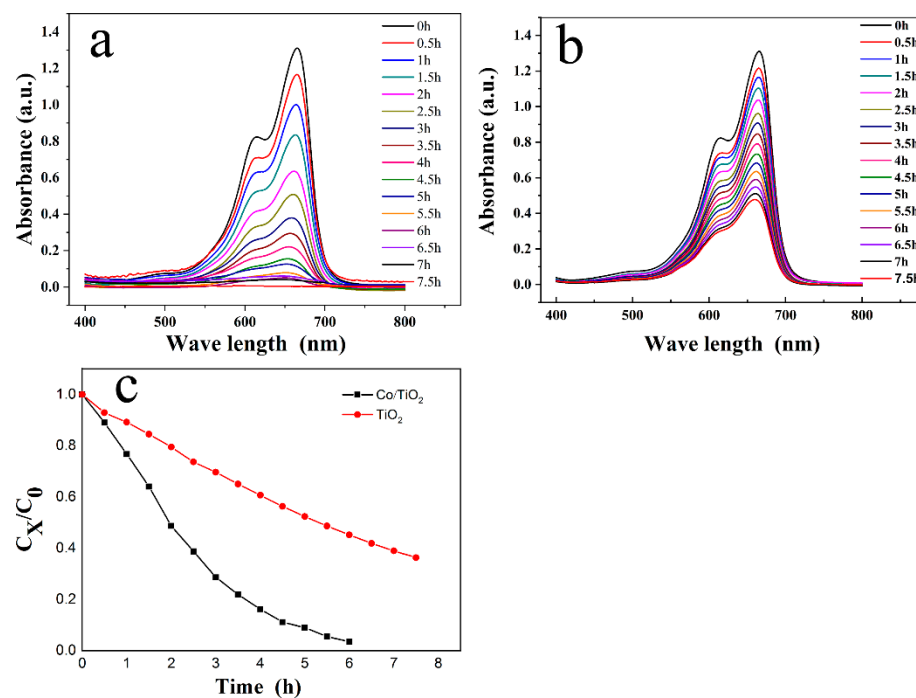 a
Absorbance (a.u.)
1.4
1.2
1.0
0.8
0.6
0.4
0.2
0.0
400
500
600
700
800
Wave length (nm)
0h
0.5h
1h
1.5h
2h
2.5h
3h
3.5h
4h
4.5h
5h
5.5h
6h
6.5h
7h
7.5h
b
Absorbance (a.u.)
1.4
1.2
1.0
0.8
0.6
0.4
0.2
0.0
400
500
600
700
800
Wave length (nm)
0h
0.5h
1h
1.5h
2h
2.5h
3h
3.5h
4h
4.5h
5h
5.5h
6h
6.5h
7h
7.5h
c
C_X/C_0
1.0
0.8
0.6
0.4
0.2
0.0
0
1
2
3
4
5
6
7
8
Time (h)
Co/TiO₂
TiO₂